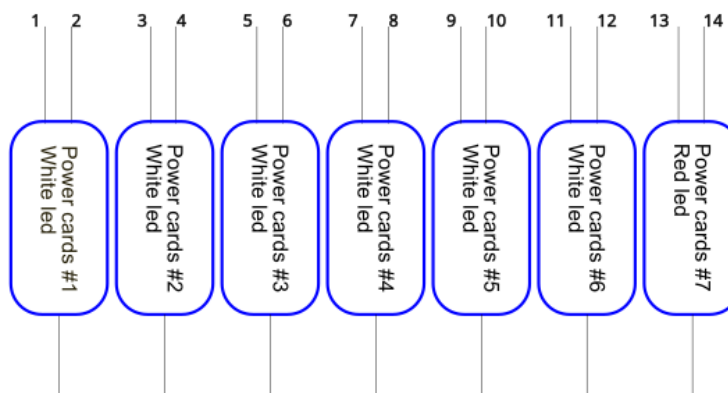 1 2 3 4 5 6 7 8 9 10 11 12 13 14
Power cards #1
White led
Power cards #2
White led
Power cards #3
White led
Power cards #4
White led
Power cards #5
White led
Power cards #6
White led
Power cards #7
Red led